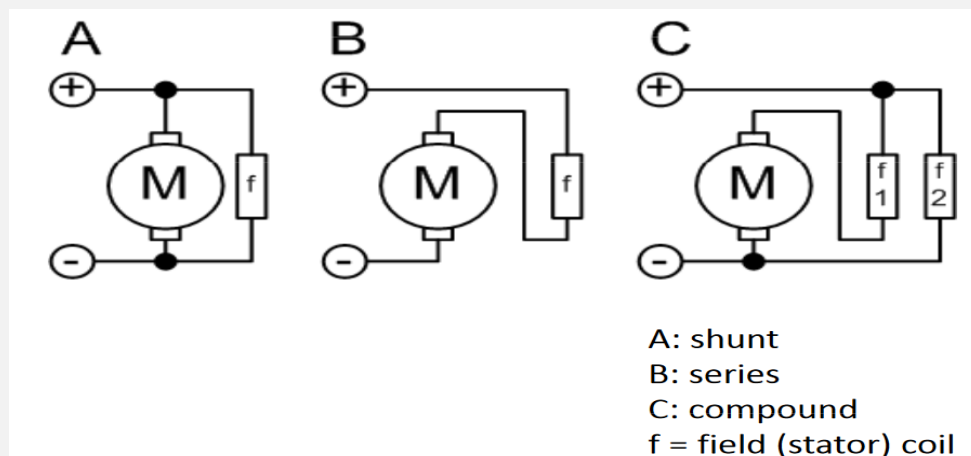 A B C
+ + +
M f M f M f 1 f 2
- - -
A: shunt
B: series
C: compound
f = field (stator) coil